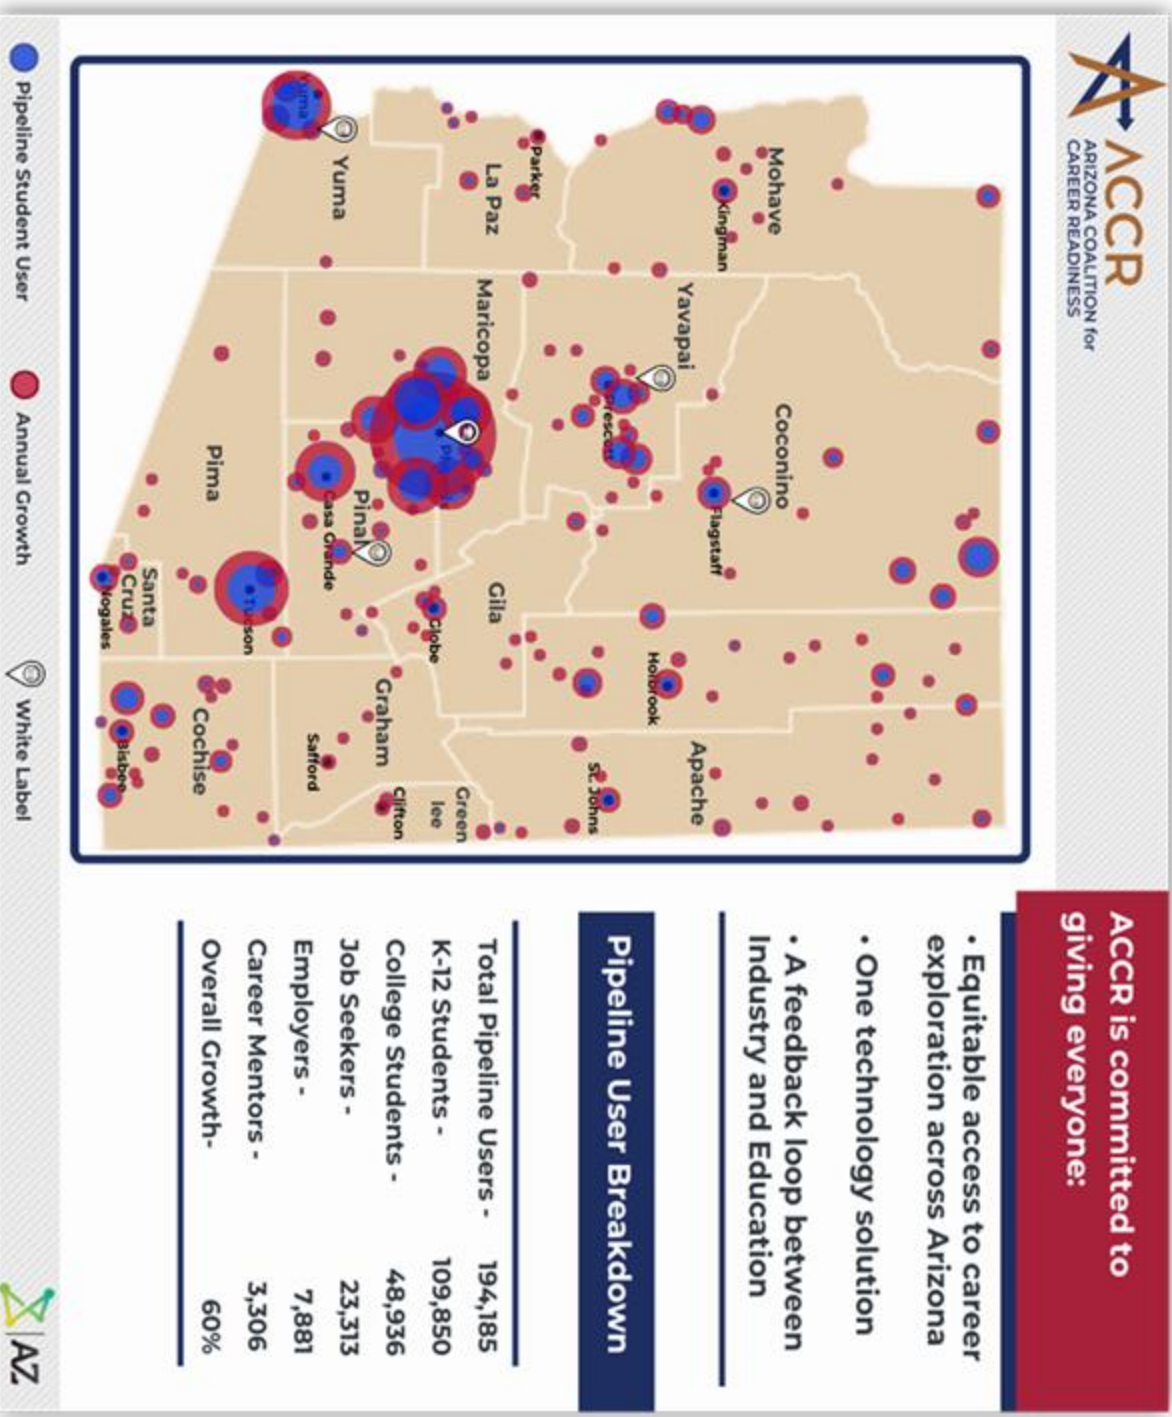 ACCR
ARIZONA COALITION for
CAREER READINESS
ACCR is committed to
giving everyone:
• Equitable access to career
exploration across Arizona
• One technology solution
• A feedback loop between
Industry and Education
Pipeline User Breakdown
Total Pipeline Users - 194,185
K-12 Students - 109,850
College Students - 48,936
Job Seekers - 23,313
Employers - 7,881
Career Mentors - 3,306
Overall Growth- 60%
Mohave
Kingman
Coconino
Flagstaff
Yavapai
Prescott
Holbrook
Apache
St. Johns
Parker
La Paz
Maricopa
Gila
Globe
Green
lee
Clifton
Yuma
Yuma
Pinal
Casa Grande
Graham
Safford
Pima
Tucson
Santa
Cruz
Nogales
Cochise
Bisbee
Pipeline Student User
Annual Growth
White Label
AZ